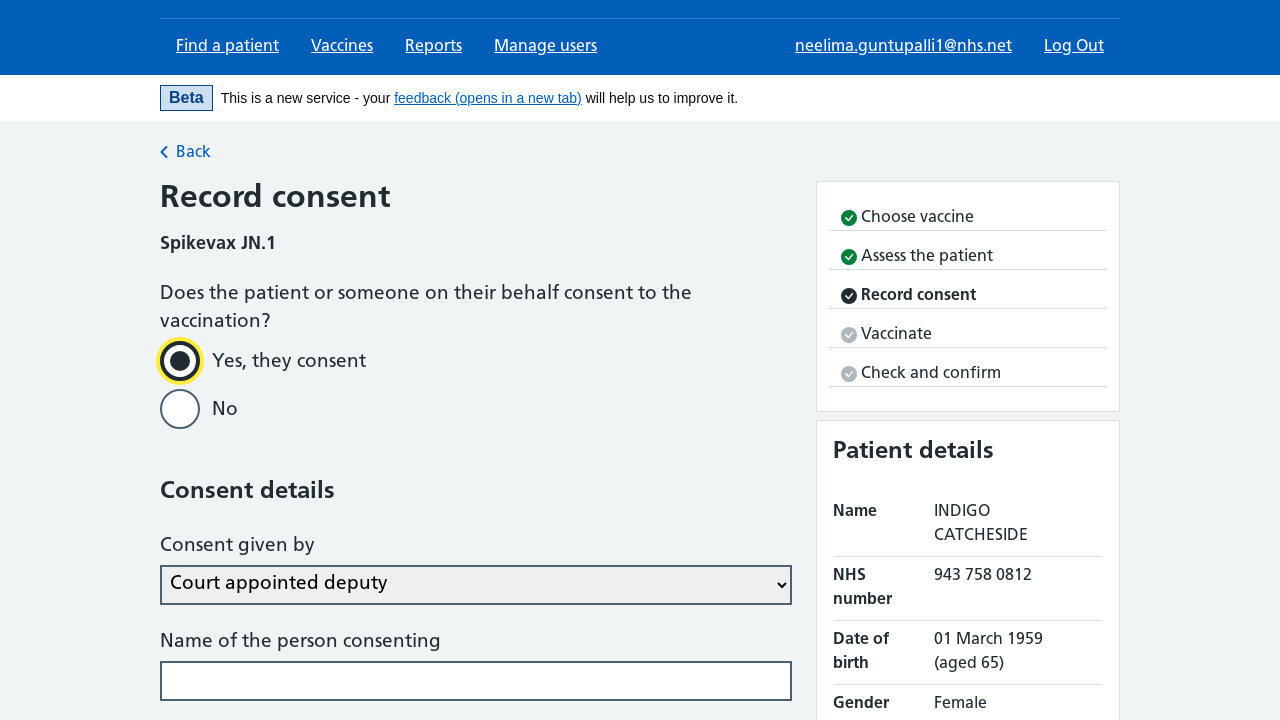 Find a patient Vaccines Reports Manage users neelima.guntupalli1@nhs.net Log Out
Beta This is a new service - your feedback (opens in a new tab) will help us to improve it.
Back
Record consent
Spikevax JN.1
Does the patient or someone on their behalf consent to the
vaccination?
Yes, they consent
No
Consent details
Consent given by
Court appointed deputy
Name of the person consenting
Choose vaccine
Assess the patient
Record consent
Vaccinate
Check and confirm
Patient details
Name INDIGO
CATCHESIDE
NHS 943 758 0812
number
Date of 01 March 1959
birth (aged 65)
Gender Female